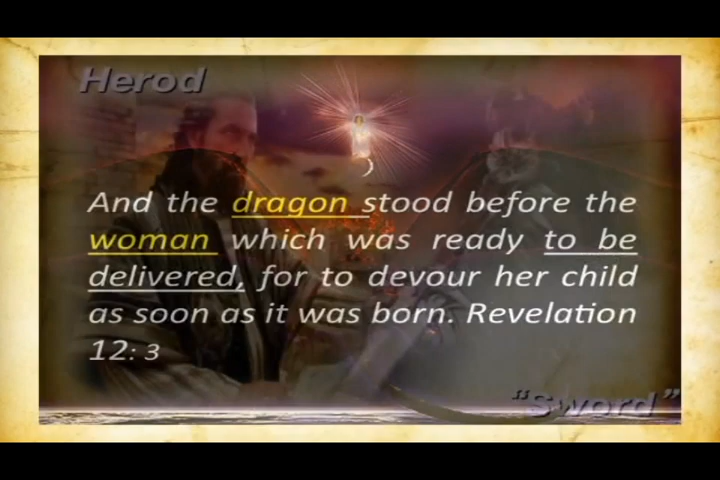 Herod
And the dragon stood before the
woman which was ready to be
delivered, for to devour her child
as soon as it was born. Revelation
12: 3
“Sword”